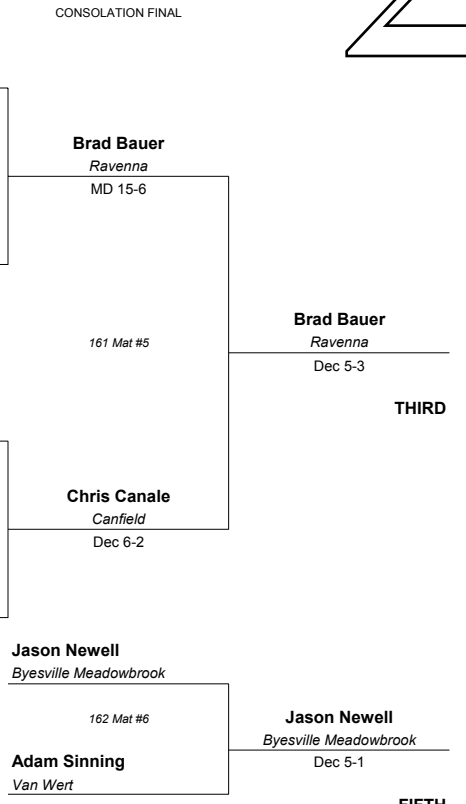 CONSOLATION FINAL
Brad Bauer
Ravenna
MD 15-6
161 Mat #5
Brad Bauer
Ravenna
Dec 5-3
THIRD
Chris Canale
Canfield
Dec 6-2
Jason Newell
Byesville Meadowbrook
162 Mat #6
Jason Newell
Byesville Meadowbrook
Dec 5-1
Adam Sinning
Van Wert
FIFTH